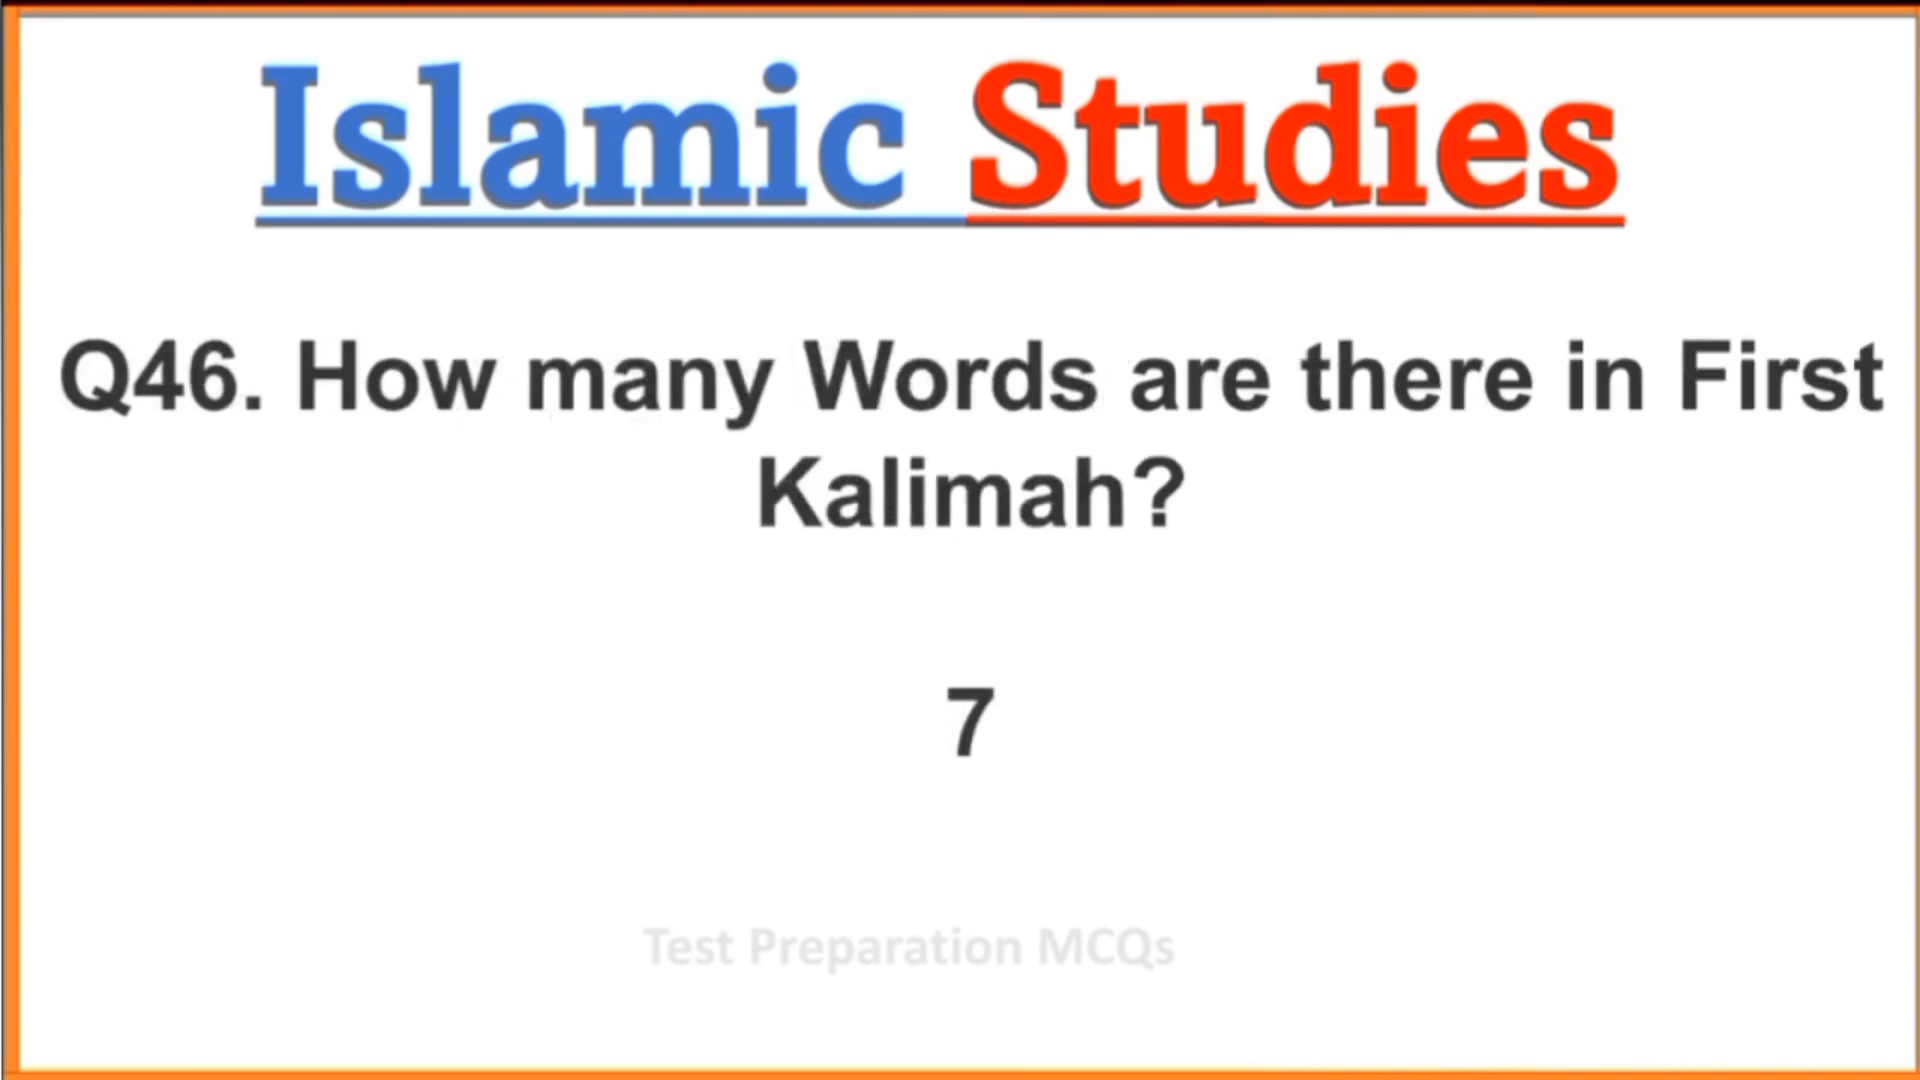 Islamic Studies
Q46. How many Words are there in First
Kalimah?
7
Test Preparation MCQs